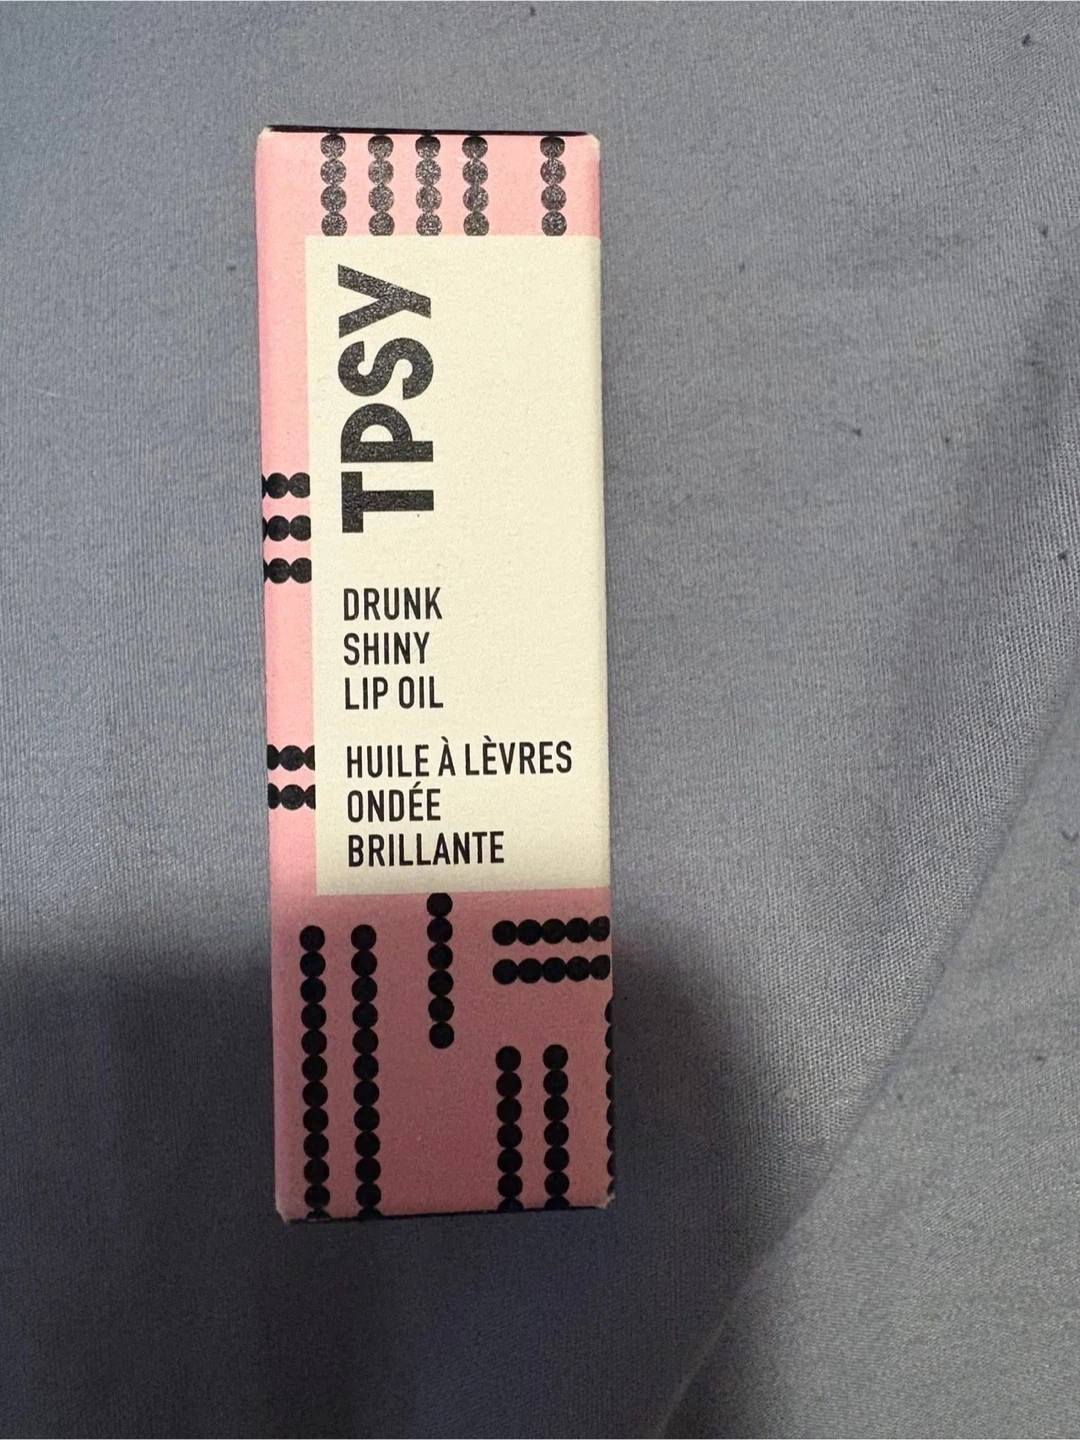 TPSY
DRUNK
SHINY
LIP OIL
HUILE À LÈVRES
ONDÉE
BRILLANTE